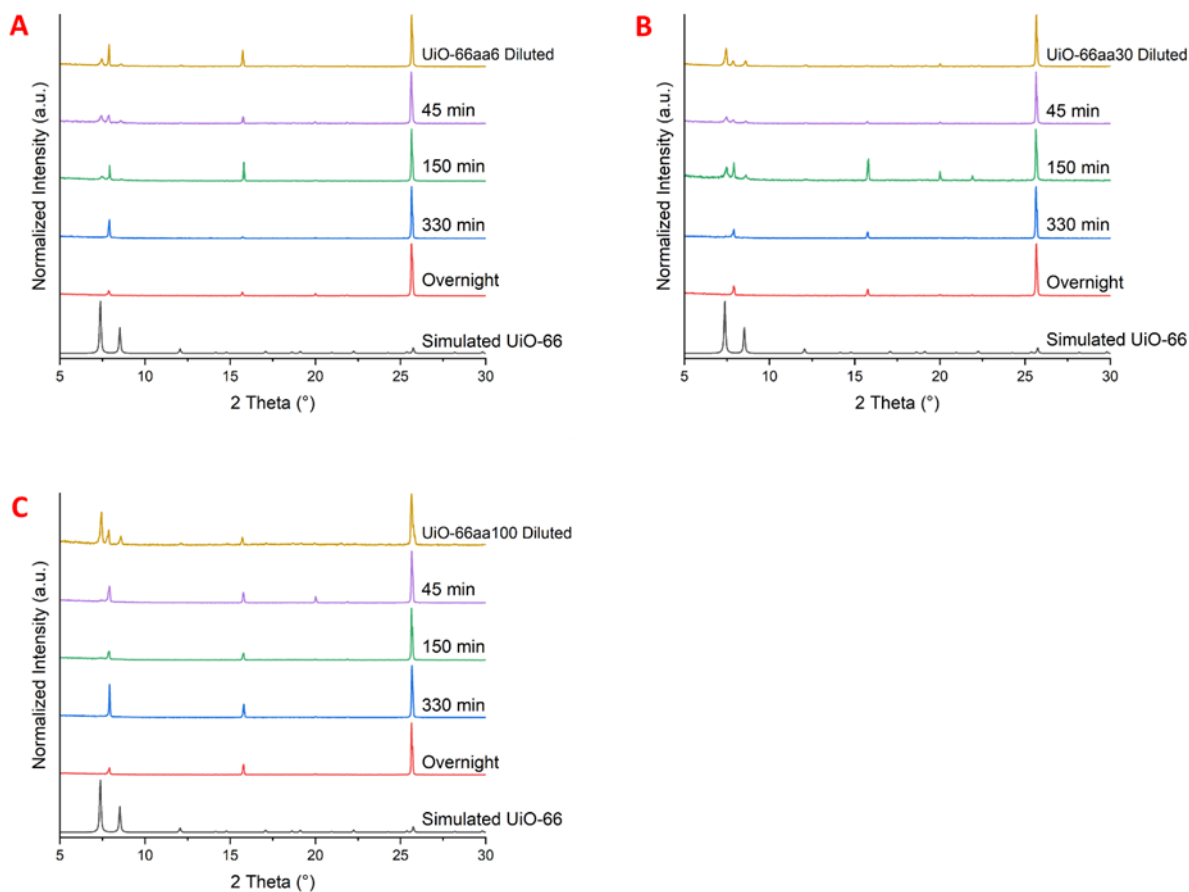 A
Normalized Intensity (a.u.)
UiO-66aa6 Diluted
45 min
150 min
330 min
Overnight
Simulated UiO-66
5 10 15 20 25 30
2 Theta (°)
B
Normalized Intensity (a.u.)
UiO-66aa30 Diluted
45 min
150 min
330 min
Overnight
Simulated UiO-66
5 10 15 20 25 30
2 Theta (°)
C
Normalized Intensity (a.u.)
UiO-66aa100 Diluted
45 min
150 min
330 min
Overnight
Simulated UiO-66
5 10 15 20 25 30
2 Theta (°)